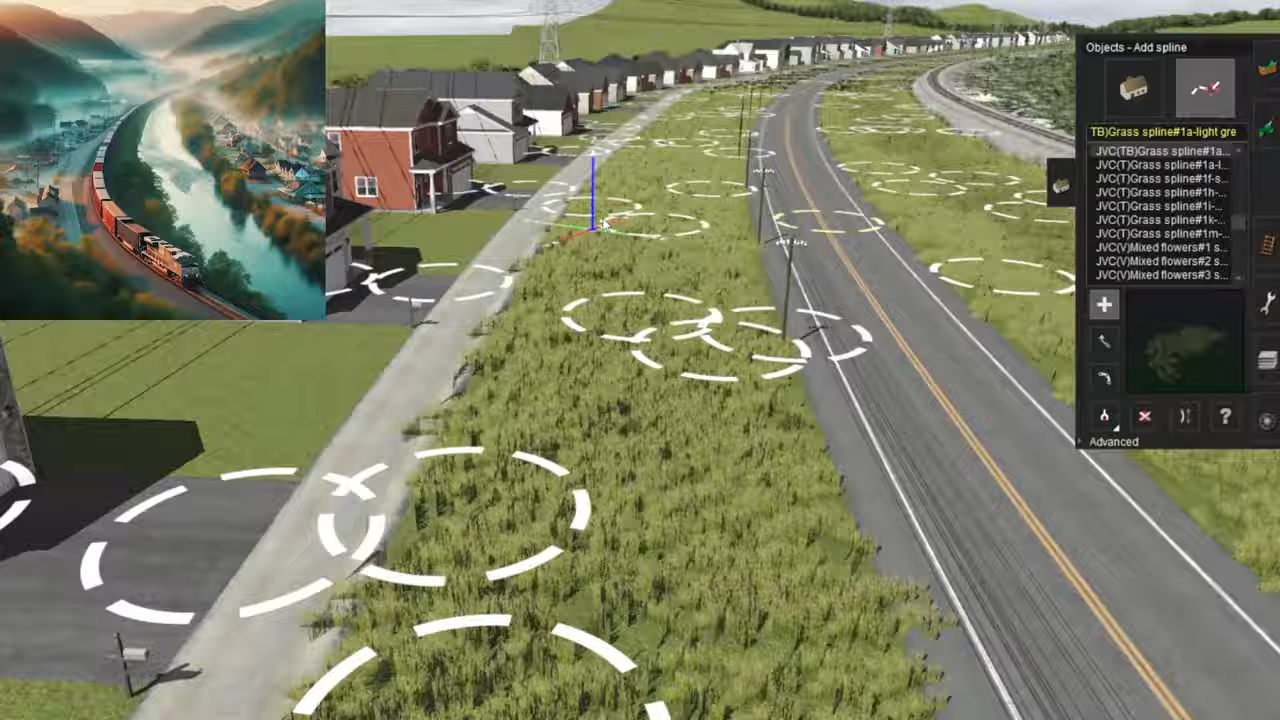 Objects - Add spline
TB)Grass spline#1a-light gre
JVC(TB)Grass spline#1a...
JVC(T)Grass spline#1a-l...
JVC(T)Grass spline#1f-s...
JVC(T)Grass spline#1h-...
JVC(T)Grass spline#1i-...
JVC(T)Grass spline#1k-...
JVC(T)Grass spline#1m-...
JVC(V)Mixed flowers#1 s...
JVC(V)Mixed flowers#2 s...
JVC(V)Mixed flowers#3 s...
?
Advanced